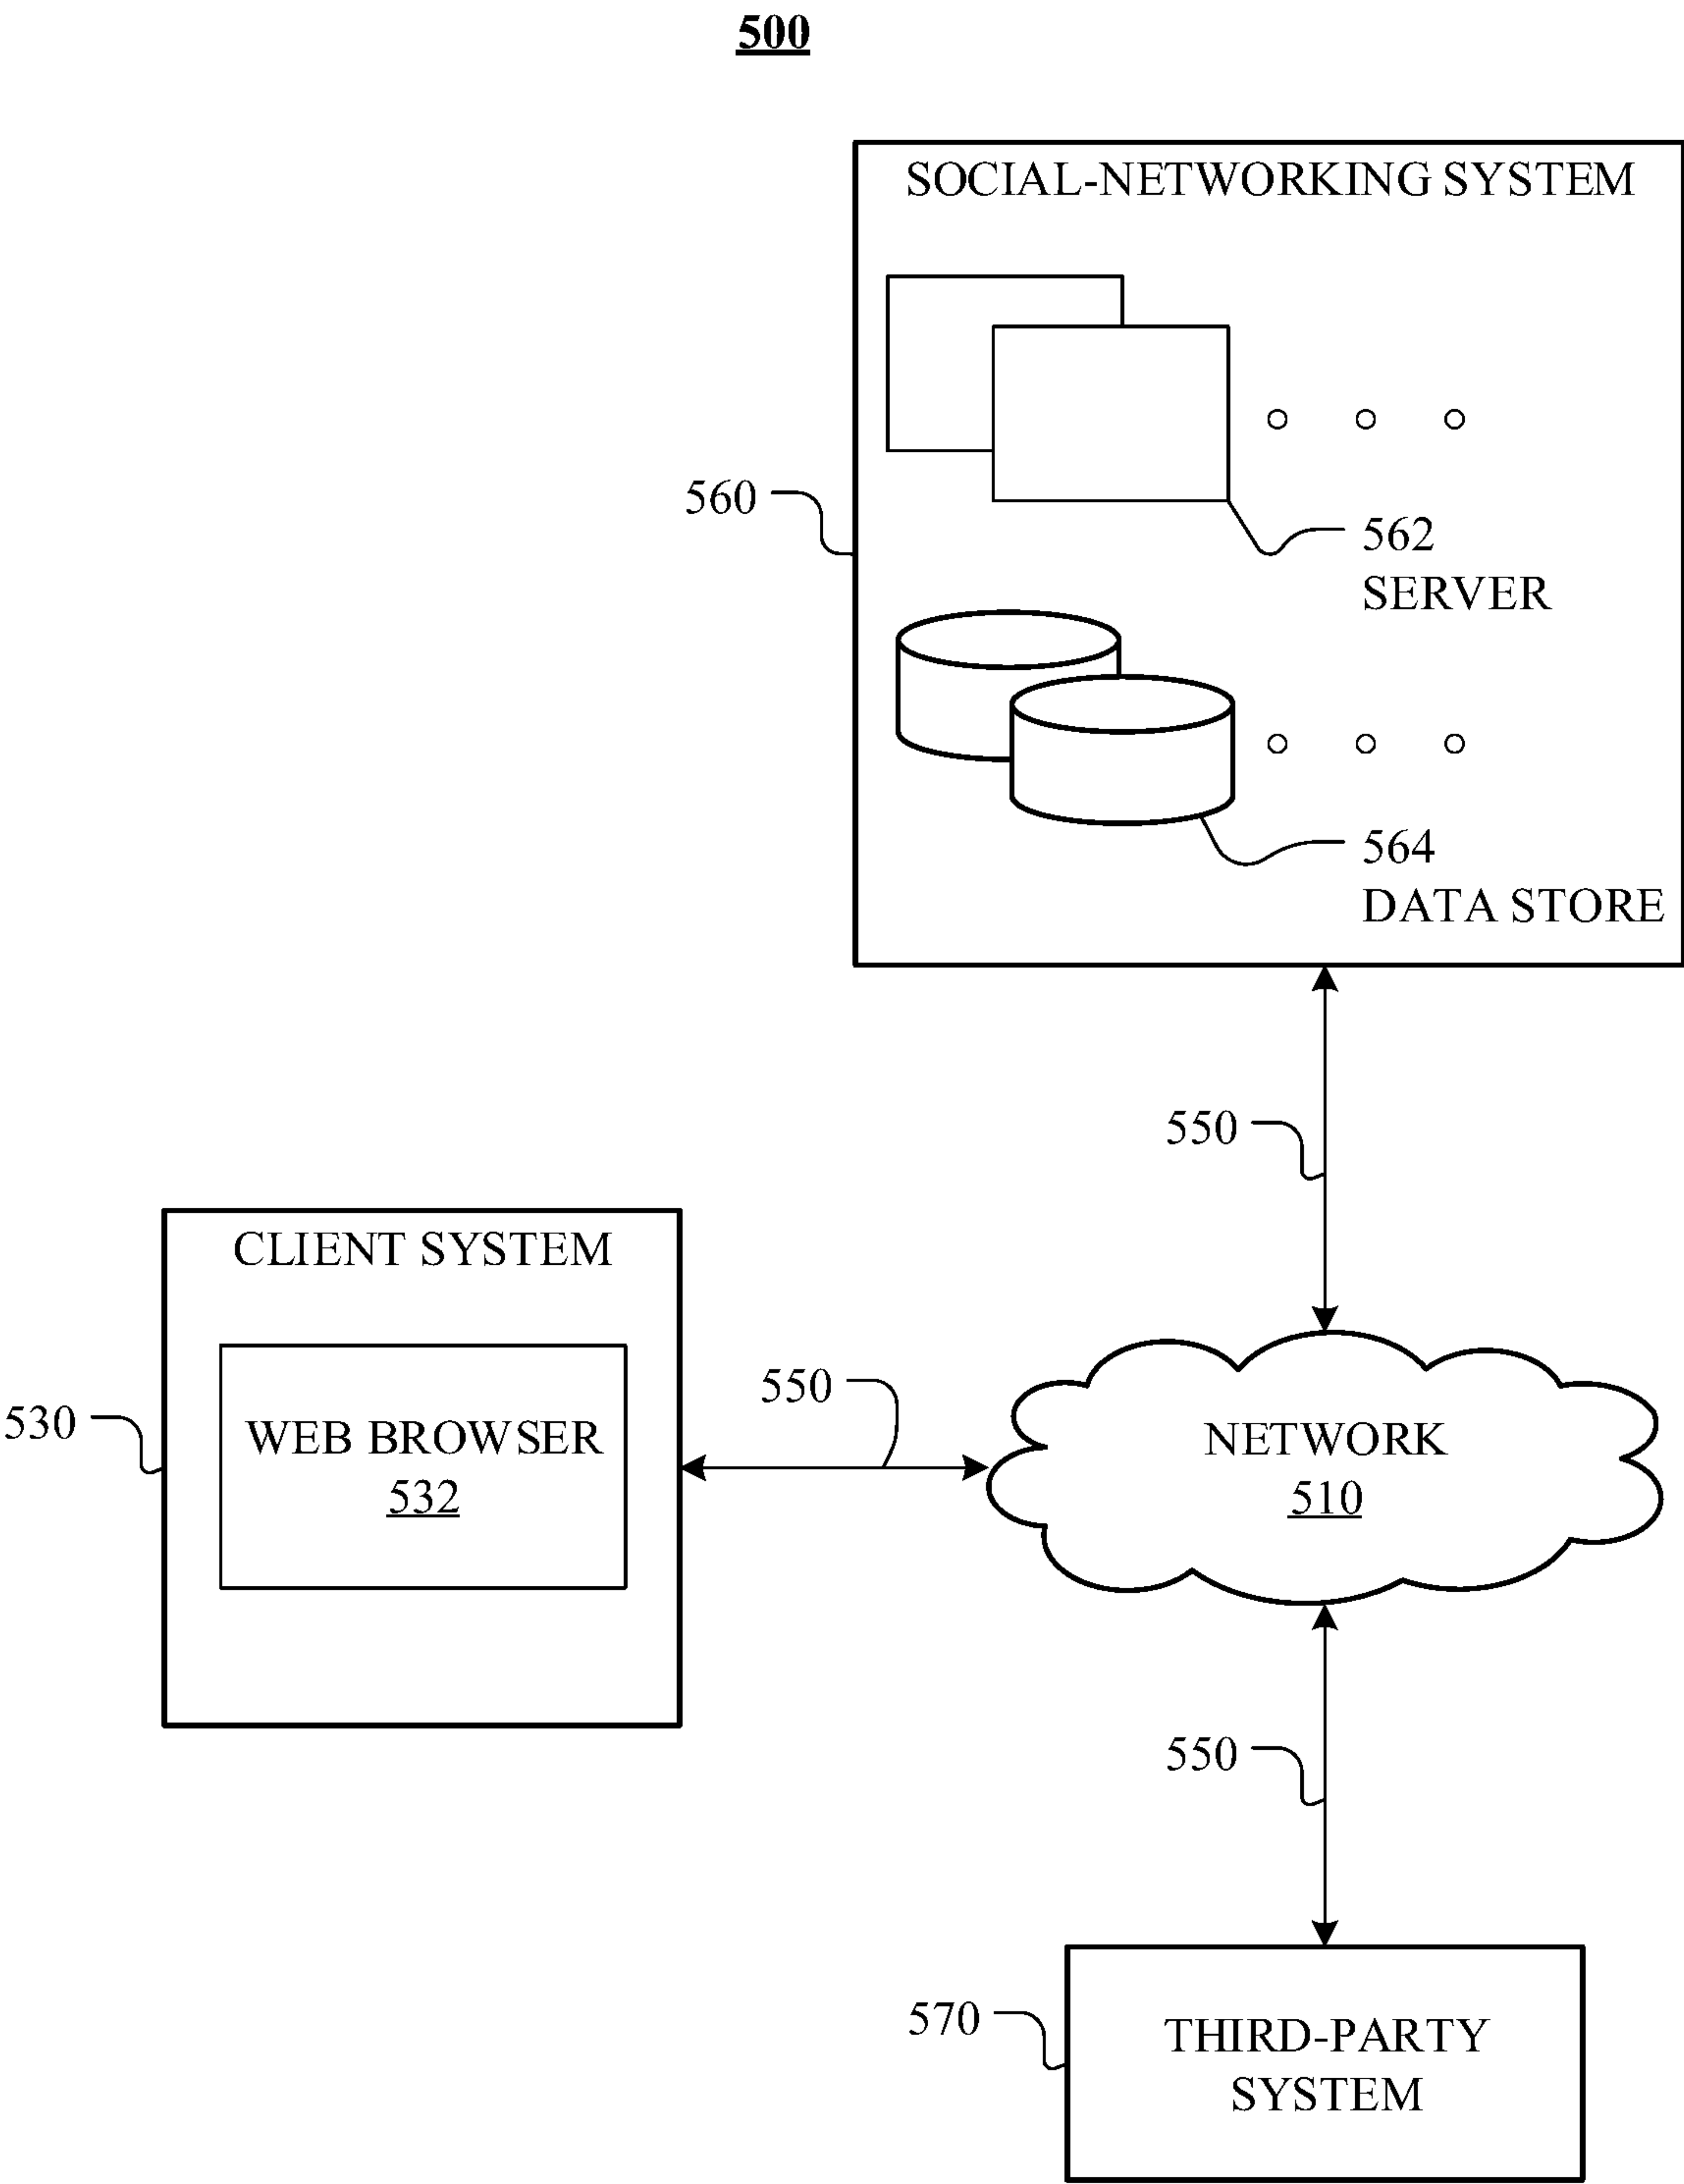 500
SOCIAL-NETWORKING SYSTEM
560
562
SERVER
564
DATA STORE
550
CLIENT SYSTEM
530
WEB BROWSER
532
550
NETWORK
510
550
570
THIRD-PARTY
SYSTEM